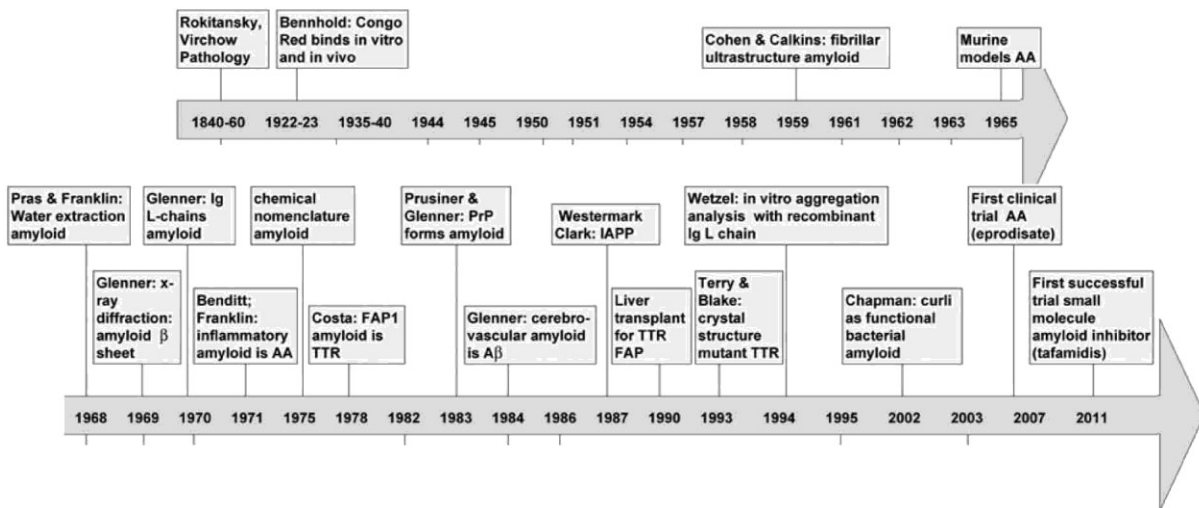 Rokitansky,
Virchow
Pathology
Bennhold: Congo
Red binds in vitro
and in vivo
Cohen & Calkins: fibrillar
ultrastructure amyloid
Murine
models AA
1840-60 1922-23 1935-40 1944 1945 1950 1951 1954 1957 1958 1959 1961 1962 1963 1965
Pras & Franklin:
Water extraction
amyloid
Glenner: Ig
L-chains
amyloid
chemical
nomenclature
amyloid
Prusiner &
Glenner: PrP
forms amyloid
Westermark
Clark: IAPP
Wetzel: in vitro aggregation
analysis with recombinant
Ig L chain
First clinical
trial AA
(eprodisate)
Glenner: x-
ray
diffraction:
amyloid β
sheet
Benditt;
Franklin:
inflammatory
amyloid is AA
Costa: FAP1
amyloid is
TTR
Glenner: cerebro-
vascular amyloid
is Aβ
Liver
transplant
for TTR
FAP
Terry &
Blake:
crystal
structure
mutant TTR
Chapman: curli
as functional
bacterial
amyloid
First successful
trial small
molecule
amyloid inhibitor
(tafamidis)
1968 1969 1970 1971 1975 1978 1982 1983 1984 1986 1987 1990 1993 1994 1995 2002 2003 2007 2011